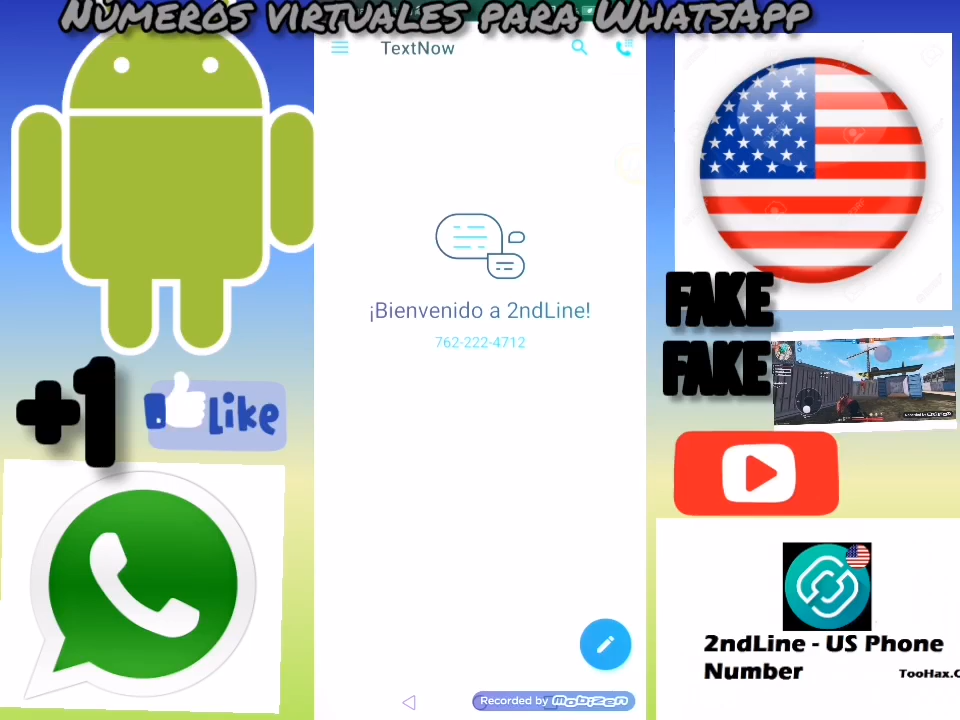 Números virtuales para WhatsApp
TextNow
¡Bienvenido a 2ndLine!
762-222-4712
FAKE
FAKE
+1
Like
2ndLine - US Phone
Number
TooHax.C
Recorded by mobizen